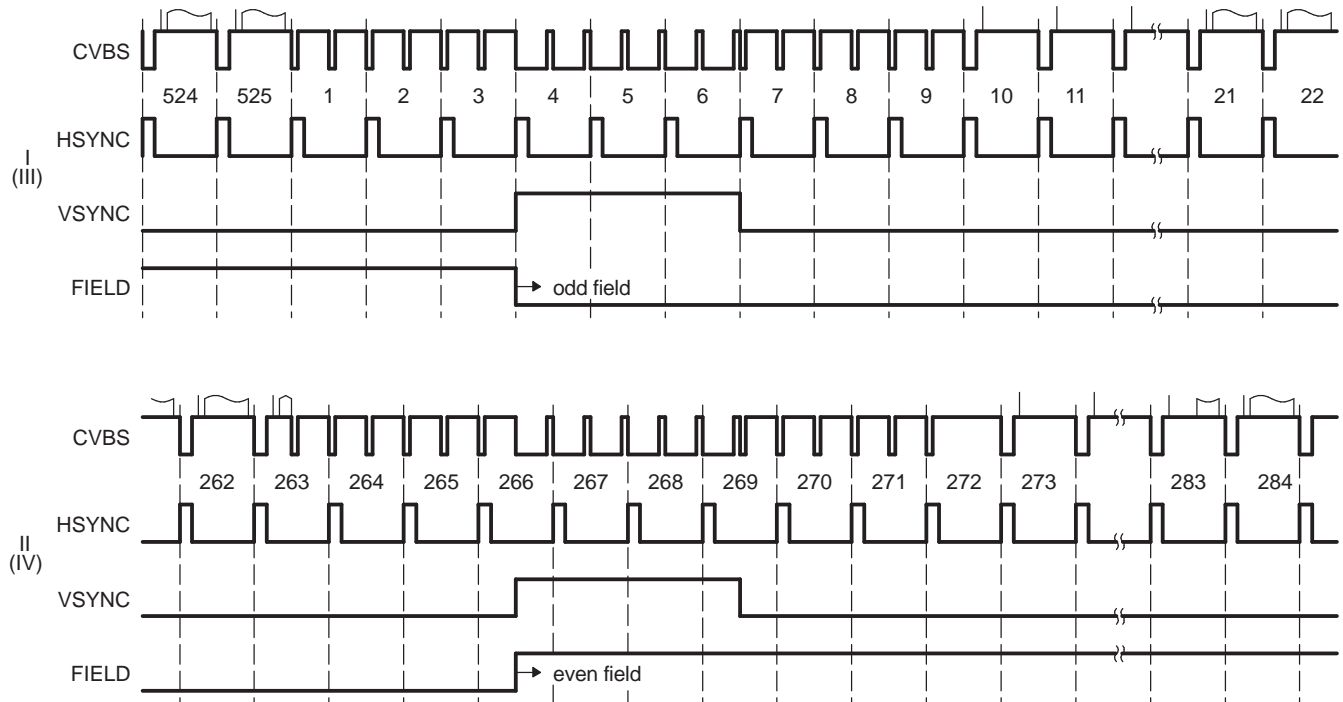 CVBS
524 525 1 2 3 4 5 6 7 8 9 10 11 21 22
HSYNC
I
(III)
VSYNC
FIELD
odd field
CVBS
262 263 264 265 266 267 268 269 270 271 272 273 283 284
HSYNC
II
(IV)
VSYNC
FIELD
even field